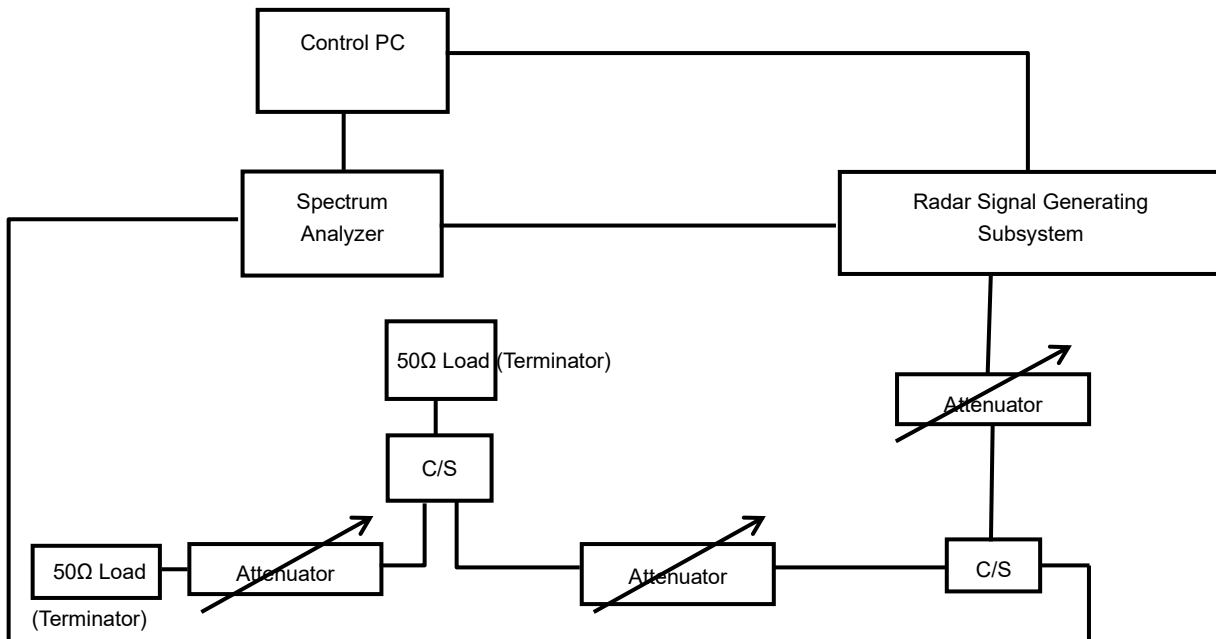 Control PC
Spectrum
Analyzer
Radar Signal Generating
Subsystem
50Ω Load (Terminator)
Attenuator
C/S
50Ω Load
(Terminator)
Attenuator
Attenuator
C/S